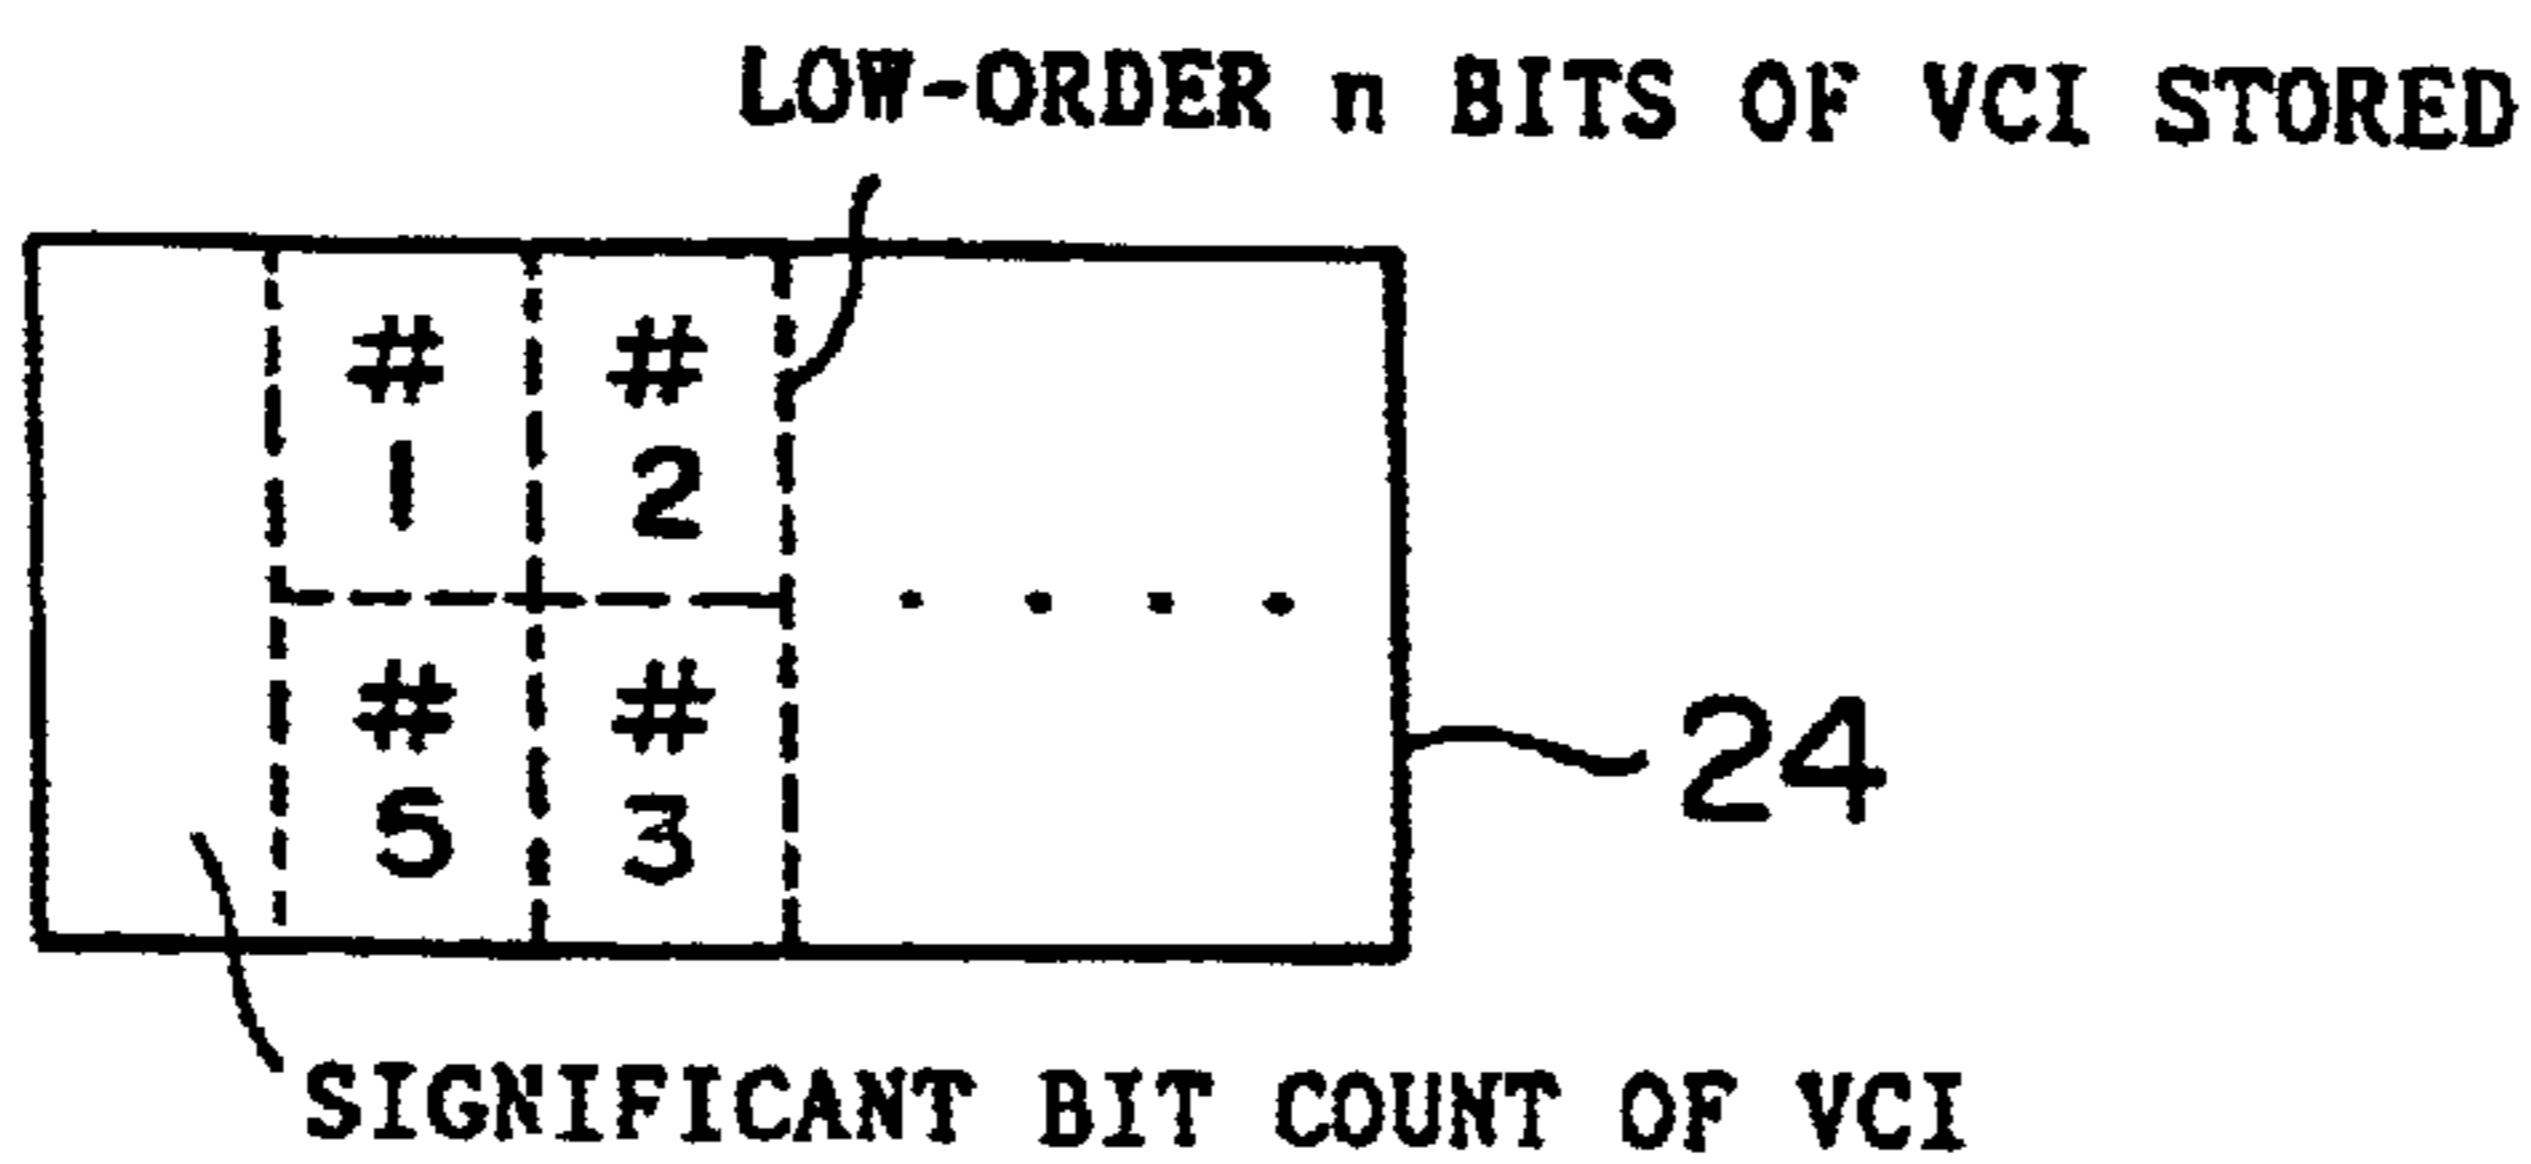 LOW-ORDER n BITS OF VCI STORED
# #
1 2
# #
5 3
24
SIGNIFICANT BIT COUNT OF VCI